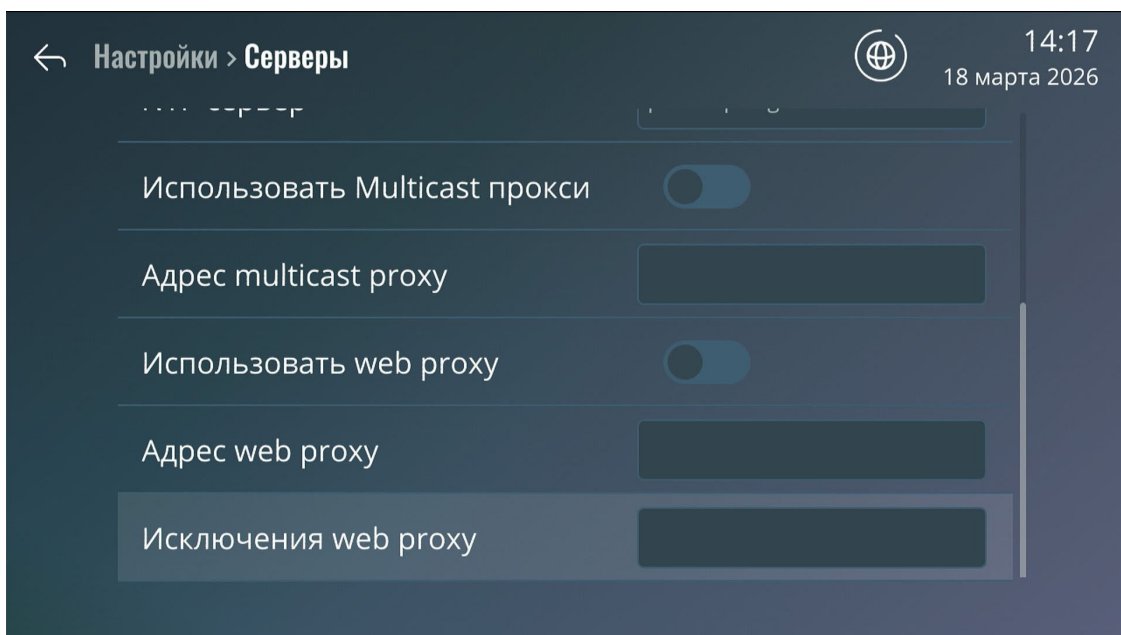 Настройки > Серверы
14:17
18 марта 2026
Использовать Multicast прокси
Адрес multicast proxy
Использовать web proxy
Адрес web proxy
Исключения web proxy